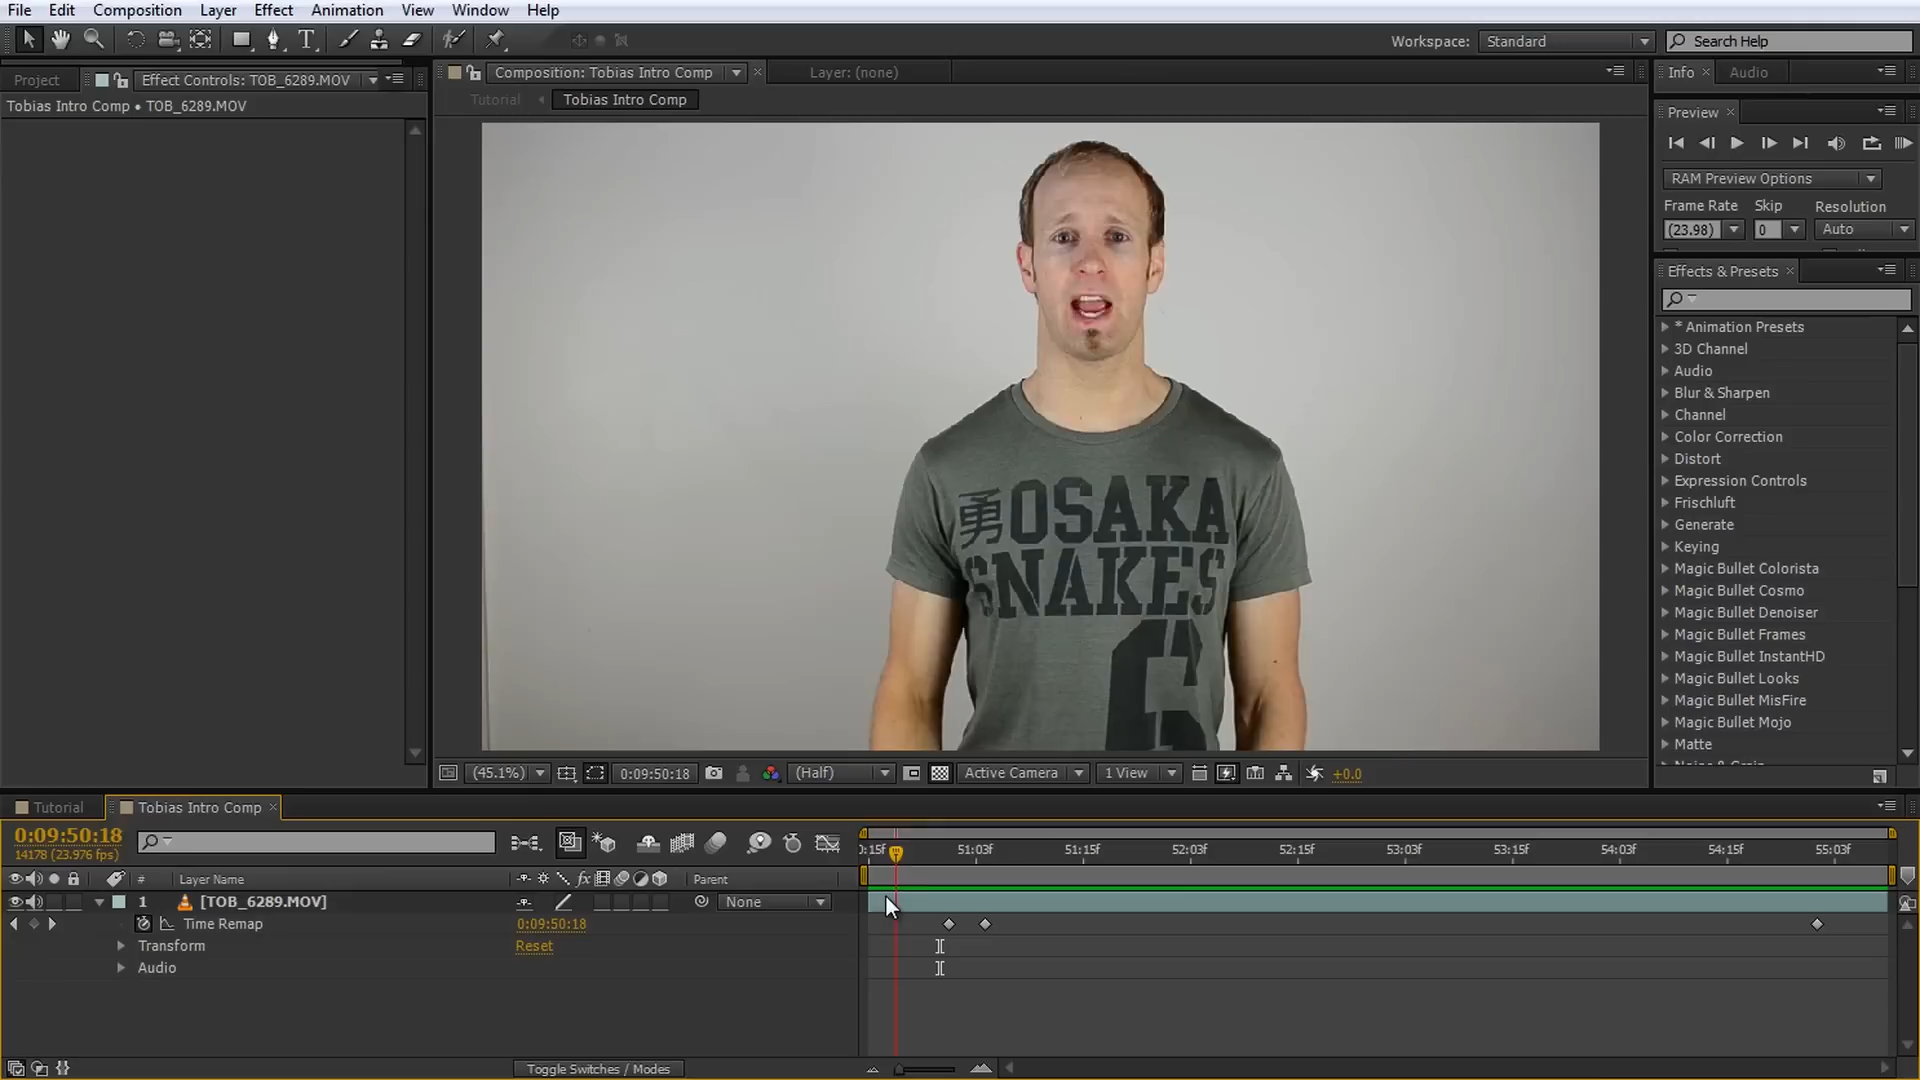 File Edit Composition Layer Effect Animation View Window Help
Workspace: Standard Search Help
Project Effect Controls: TOB_6289.MOV
Tobias Intro Comp • TOB_6289.MOV
Composition: Tobias Intro Comp Layer: (none)
Tutorial Tobias Intro Comp
勇OSAKA
SNAKES
6
(45.1%) 0:09:50:18 (Half) Active Camera 1 View +0.0
Info Audio
Preview
RAM Preview Options
Frame Rate Skip Resolution
(23.98) 0 Auto
Effects & Presets
* Animation Presets
3D Channel
Audio
Blur & Sharpen
Channel
Color Correction
Distort
Expression Controls
Frischluft
Generate
Keying
Magic Bullet Colorista
Magic Bullet Cosmo
Magic Bullet Denoiser
Magic Bullet Frames
Magic Bullet InstantHD
Magic Bullet Looks
Magic Bullet MisFire
Magic Bullet Mojo
Matte
Tutorial Tobias Intro Comp
0:09:50:18
14178 (23.976 fps)
:15f 51:03f 51:15f 52:03f 52:15f 53:03f 53:15f 54:03f 54:15f 55:03f
# Layer Name fx Parent
1 [TOB_6289.MOV] None
Time Remap 0:09:50:18
Transform Reset
Audio
Toggle Switches / Modes